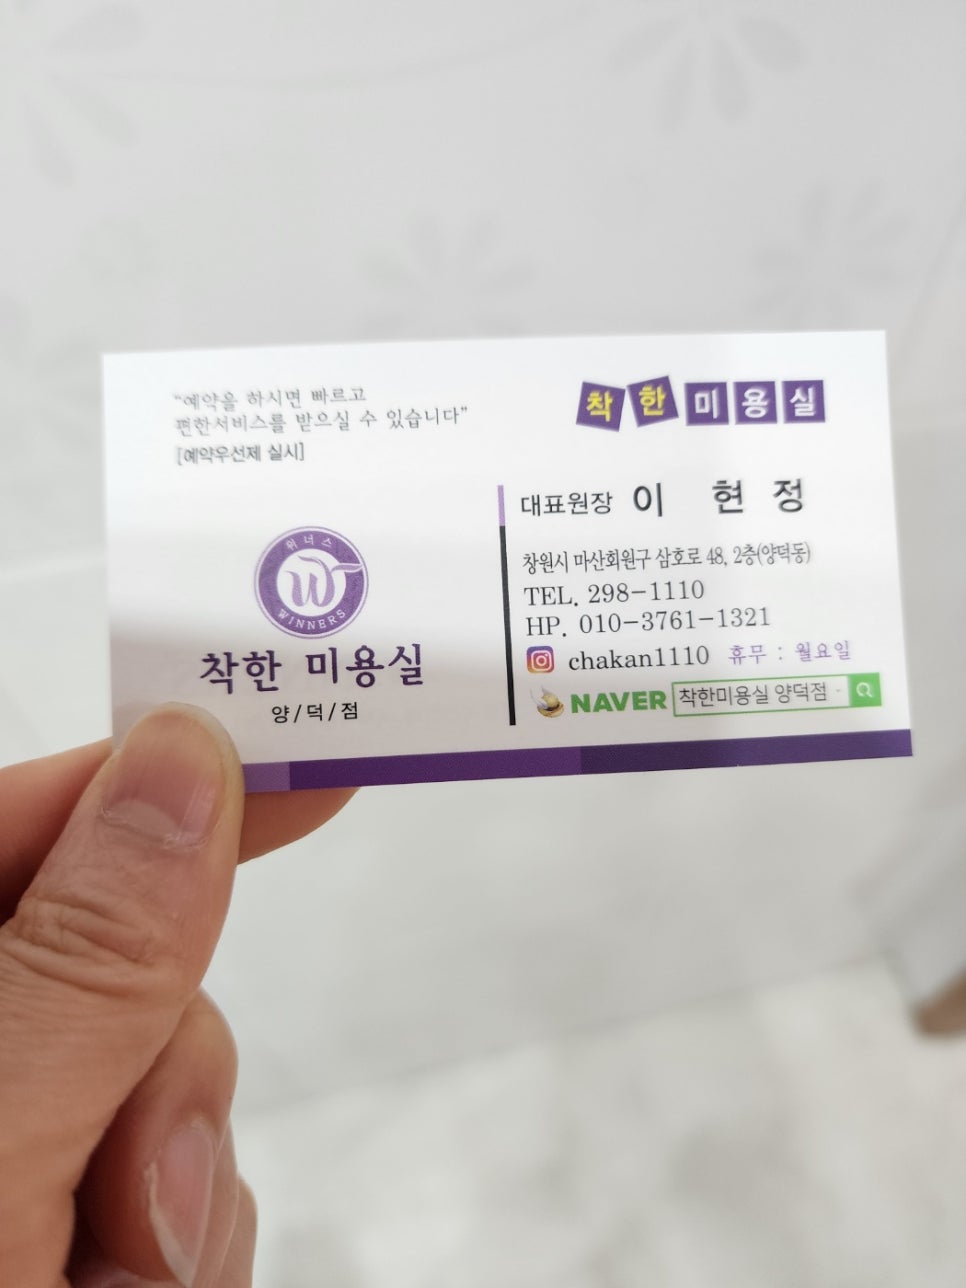 "예약을 하시면 빠르고
편한서비스를 받으실 수 있습니다"
[예약우선제 실시]
위너스
W
WINNERS
착한 미용실
양/덕/점
착한미용실
대표원장 이 현 정
창원시 마산회원구 삼호로 48, 2층(양덕동)
TEL. 298-1110
HP. 010-3761-1321
chakan1110 휴무 : 월요일
NAVER 착한미용실 양덕점